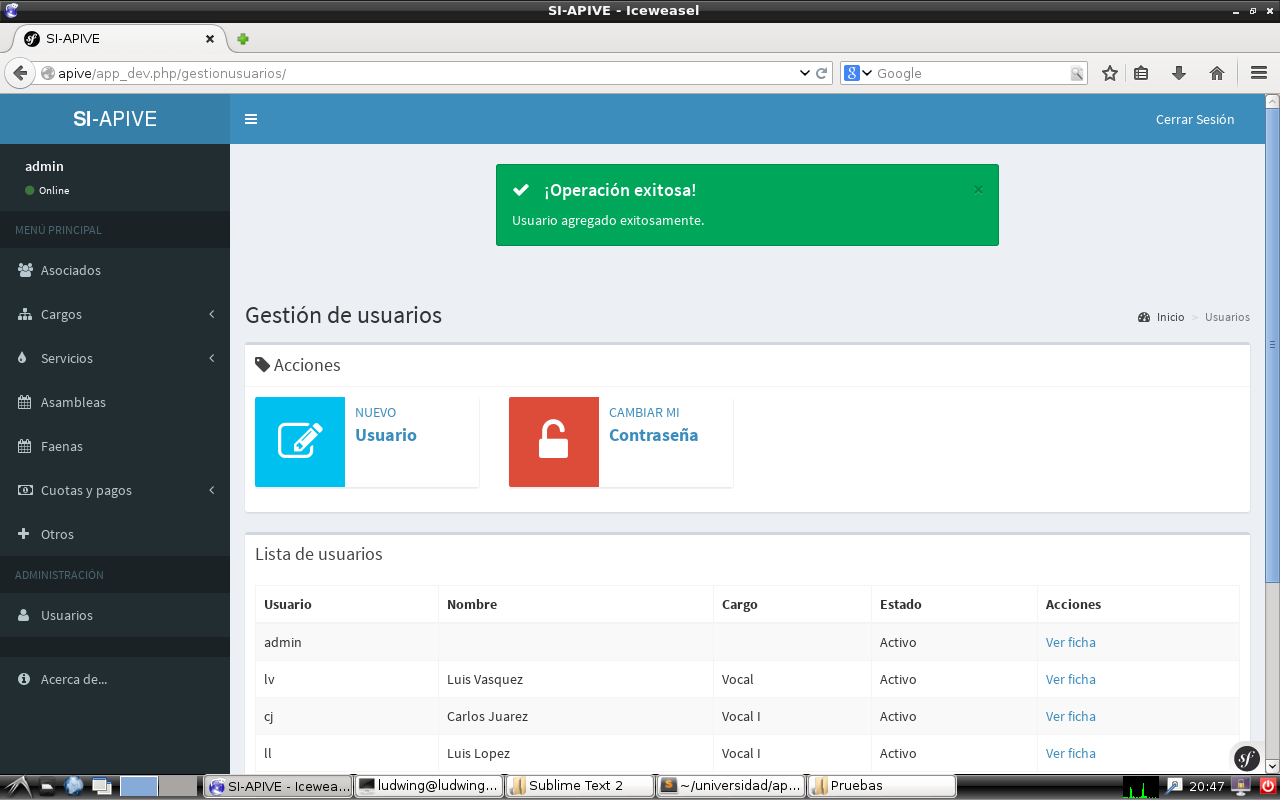 SI-APIVE - Iceweasel
SI-APIVE
apive/app_dev.php/gestionusuarios/
Google
SI-APIVE
Cerrar Sesión
admin
Online
MENÚ PRINCIPAL
Asociados
Cargos
Servicios
Asambleas
Faenas
Cuotas y pagos
Otros
ADMINISTRACIÓN
Usuarios
Acerca de...
¡Operación exitosa!
×
Usuario agregado exitosamente.
Gestión de usuarios
Inicio > Usuarios
Acciones
NUEVO
Usuario
CAMBIAR MI
Contraseña
Lista de usuarios
Usuario Nombre Cargo Estado Acciones
admin Activo Ver ficha
lv Luis Vasquez Vocal Activo Ver ficha
cj Carlos Juarez Vocal I Activo Ver ficha
ll Luis Lopez Vocal I Activo Ver ficha
SI-APIVE - Icewea... ludwing@ludwing... Sublime Text 2 ~/universidad/ap... Pruebas 20:47